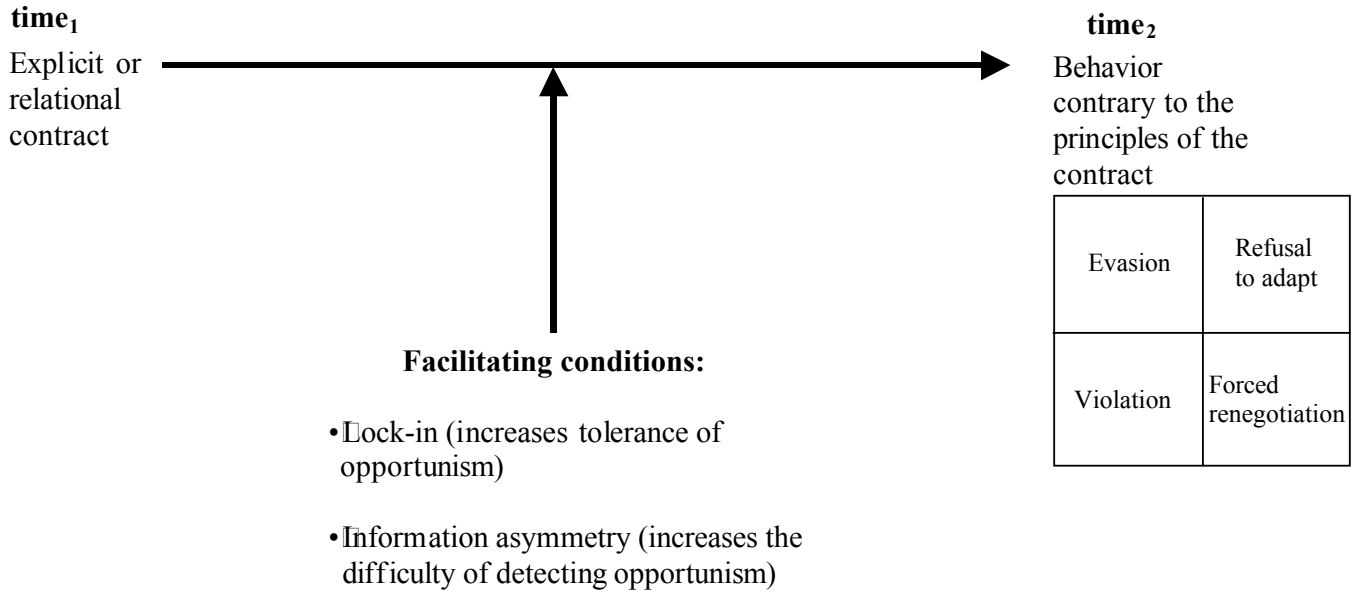 time₁
Explicit or
relational
contract
time₂
Behavior
contrary to the
principles of the
contract
Evasion
Refusal
to adapt
Violation
Forced
renegotiation
Facilitating conditions:
•Lock-in (increases tolerance of
opportunism)
•Information asymmetry (increases the
difficulty of detecting opportunism)